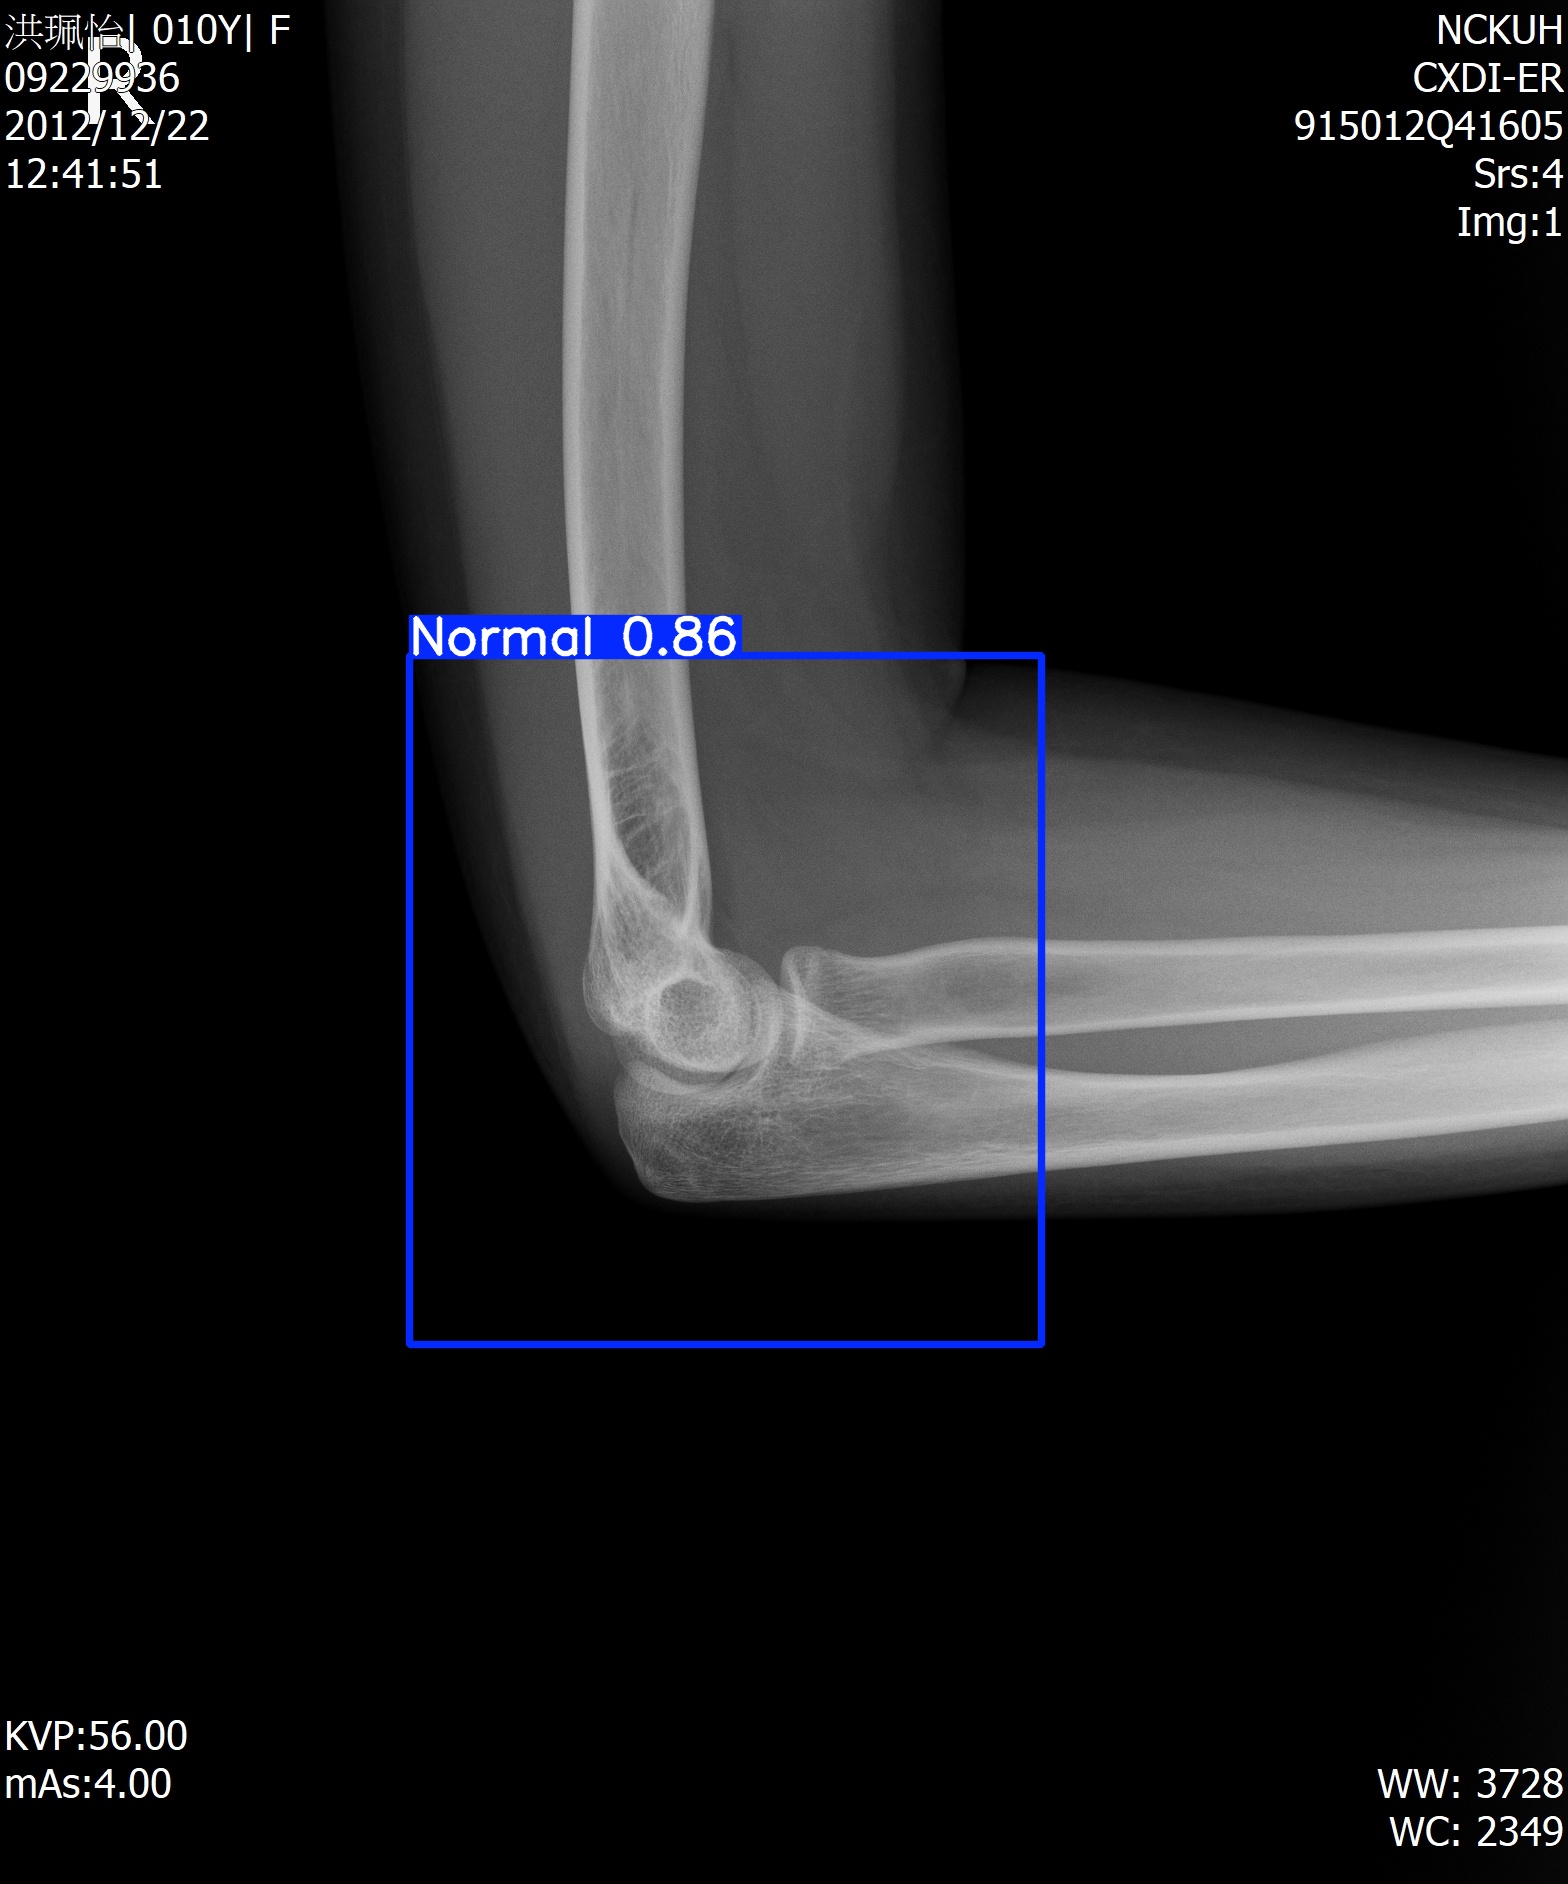 洪珮怡| 010Y| F
R
09229936
2012/12/22
12:41:51
NCKUH
CXDI-ER
915012Q41605
Srs:4
Img:1
Normal 0.86
KVP:56.00
mAs:4.00
WW: 3728
WC: 2349